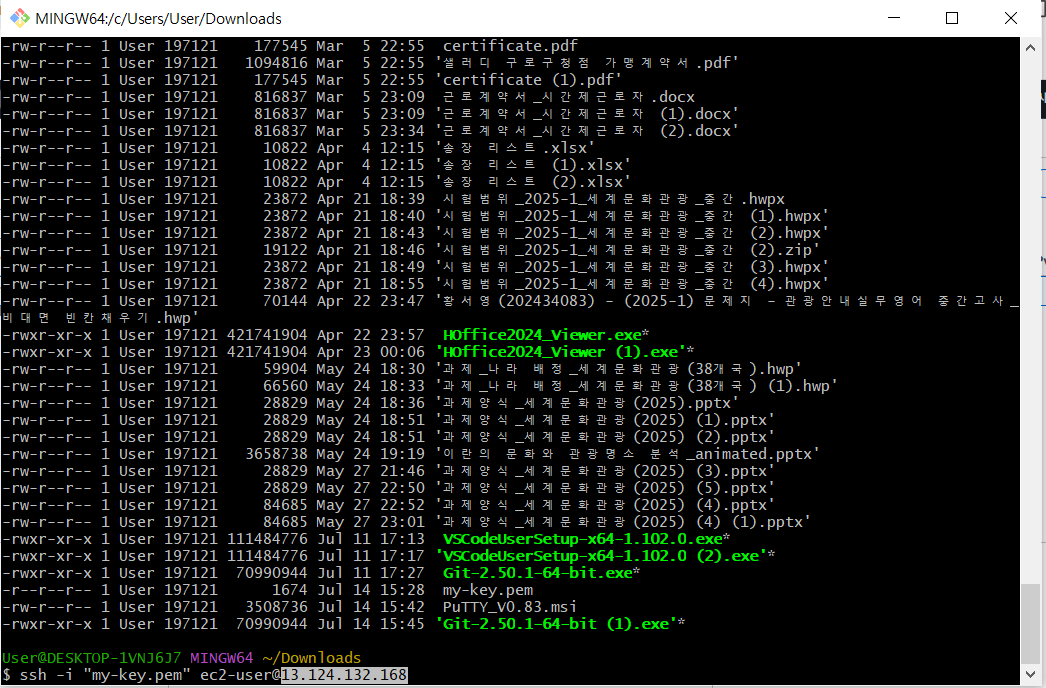 MINGW64:/c/Users/User/Downloads
-rw-r--r-- 1 User 197121    177545 Mar  5 22:55  certificate.pdf
-rw-r--r-- 1 User 197121   1094816 Mar  5 22:55 '샐러디 구로구청점 가맹계약서.pdf'
-rw-r--r-- 1 User 197121    177545 Mar  5 22:55 'certificate (1).pdf'
-rw-r--r-- 1 User 197121    816837 Mar  5 23:09  근로계약서_시간제근로자.docx
-rw-r--r-- 1 User 197121    816837 Mar  5 23:09 '근로계약서_시간제근로자 (1).docx'
-rw-r--r-- 1 User 197121    816837 Mar  5 23:34 '근로계약서_시간제근로자 (2).docx'
-rw-r--r-- 1 User 197121     10822 Apr  4 12:15 '송장 리스트.xlsx'
-rw-r--r-- 1 User 197121     10822 Apr  4 12:15 '송장 리스트 (1).xlsx'
-rw-r--r-- 1 User 197121     10822 Apr  4 12:15 '송장 리스트 (2).xlsx'
-rw-r--r-- 1 User 197121     23872 Apr 21 18:39  시험범위_2025-1_세계문화관광_중간.hwpx
-rw-r--r-- 1 User 197121     23872 Apr 21 18:40 '시험범위_2025-1_세계문화관광_중간 (1).hwpx'
-rw-r--r-- 1 User 197121     23872 Apr 21 18:43 '시험범위_2025-1_세계문화관광_중간 (2).hwpx'
-rw-r--r-- 1 User 197121     19122 Apr 21 18:46 '시험범위_2025-1_세계문화관광_중간 (2).zip'
-rw-r--r-- 1 User 197121     23872 Apr 21 18:49 '시험범위_2025-1_세계문화관광_중간 (3).hwpx'
-rw-r--r-- 1 User 197121     23872 Apr 21 18:55 '시험범위_2025-1_세계문화관광_중간 (4).hwpx'
-rw-r--r-- 1 User 197121     70144 Apr 22 23:47 '황서영(202434083) - (2025-1) 문제지 - 관광안내실무영어 중간고사_
비대면 빈칸채우기.hwp'
-rwxr-xr-x 1 User 197121 421741904 Apr 22 23:57  HOffice2024_Viewer.exe*
-rwxr-xr-x 1 User 197121 421741904 Apr 23 00:06 'HOffice2024_Viewer (1).exe'*
-rw-r--r-- 1 User 197121     59904 May 24 18:30 '과제_나라 배정_세계문화관광(38개국).hwp'
-rw-r--r-- 1 User 197121     66560 May 24 18:33 '과제_나라 배정_세계문화관광(38개국) (1).hwp'
-rw-r--r-- 1 User 197121     28829 May 24 18:36 '과제양식_세계문화관광(2025).pptx'
-rw-r--r-- 1 User 197121     28829 May 24 18:51 '과제양식_세계문화관광(2025) (1).pptx'
-rw-r--r-- 1 User 197121     28829 May 24 18:51 '과제양식_세계문화관광(2025) (2).pptx'
-rw-r--r-- 1 User 197121   3658738 May 24 19:19 '이란의 문화와 관광명소 분석_animated.pptx'
-rw-r--r-- 1 User 197121     28829 May 27 21:46 '과제양식_세계문화관광(2025) (3).pptx'
-rw-r--r-- 1 User 197121     28829 May 27 22:50 '과제양식_세계문화관광(2025) (5).pptx'
-rw-r--r-- 1 User 197121     84685 May 27 22:52 '과제양식_세계문화관광(2025) (4).pptx'
-rw-r--r-- 1 User 197121     84685 May 27 23:01 '과제양식_세계문화관광(2025) (4) (1).pptx'
-rwxr-xr-x 1 User 197121 111484776 Jul 11 17:13  VSCodeUserSetup-x64-1.102.0.exe*
-rwxr-xr-x 1 User 197121 111484776 Jul 11 17:17 'VSCodeUserSetup-x64-1.102.0 (2).exe'*
-rwxr-xr-x 1 User 197121  70990944 Jul 11 17:27  Git-2.50.1-64-bit.exe*
-r--r--r-- 1 User 197121      1674 Jul 14 15:28  my-key.pem
-rw-r--r-- 1 User 197121   3508736 Jul 14 15:42  PuTTY_V0.83.msi
-rwxr-xr-x 1 User 197121  70990944 Jul 14 15:45 'Git-2.50.1-64-bit (1).exe'*
User@DESKTOP-1VNJ6J7 MINGW64 ~/Downloads
$ ssh -i "my-key.pem" ec2-user@13.124.132.168